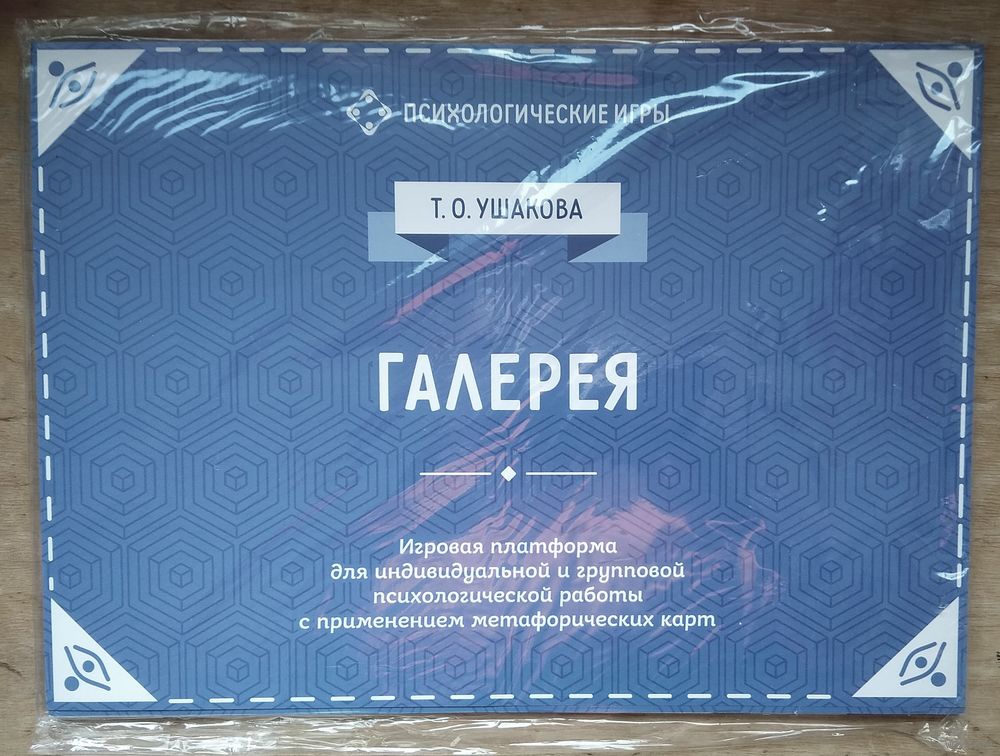 ПСИХОЛОГИЧЕСКИЕ ИГРЫ
Т. О. УШАКОВА
ГАЛЕРЕЯ
Игровая платформа
для индивидуальной и групповой
психологической работы
с применением метафорических карт